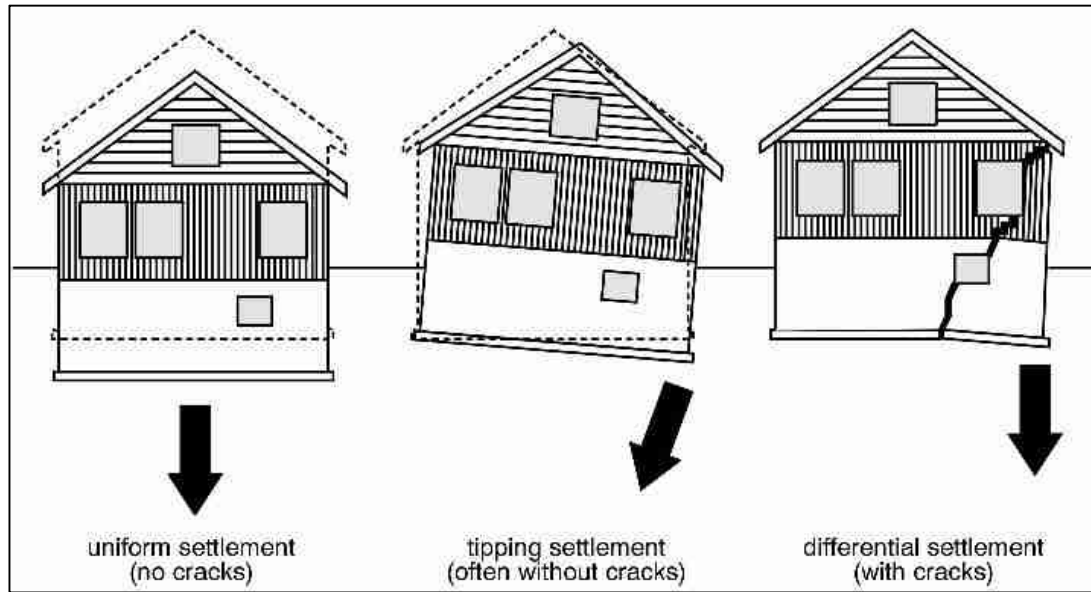 uniform settlement
(no cracks)
tipping settlement
(often without cracks)
differential settlement
(with cracks)